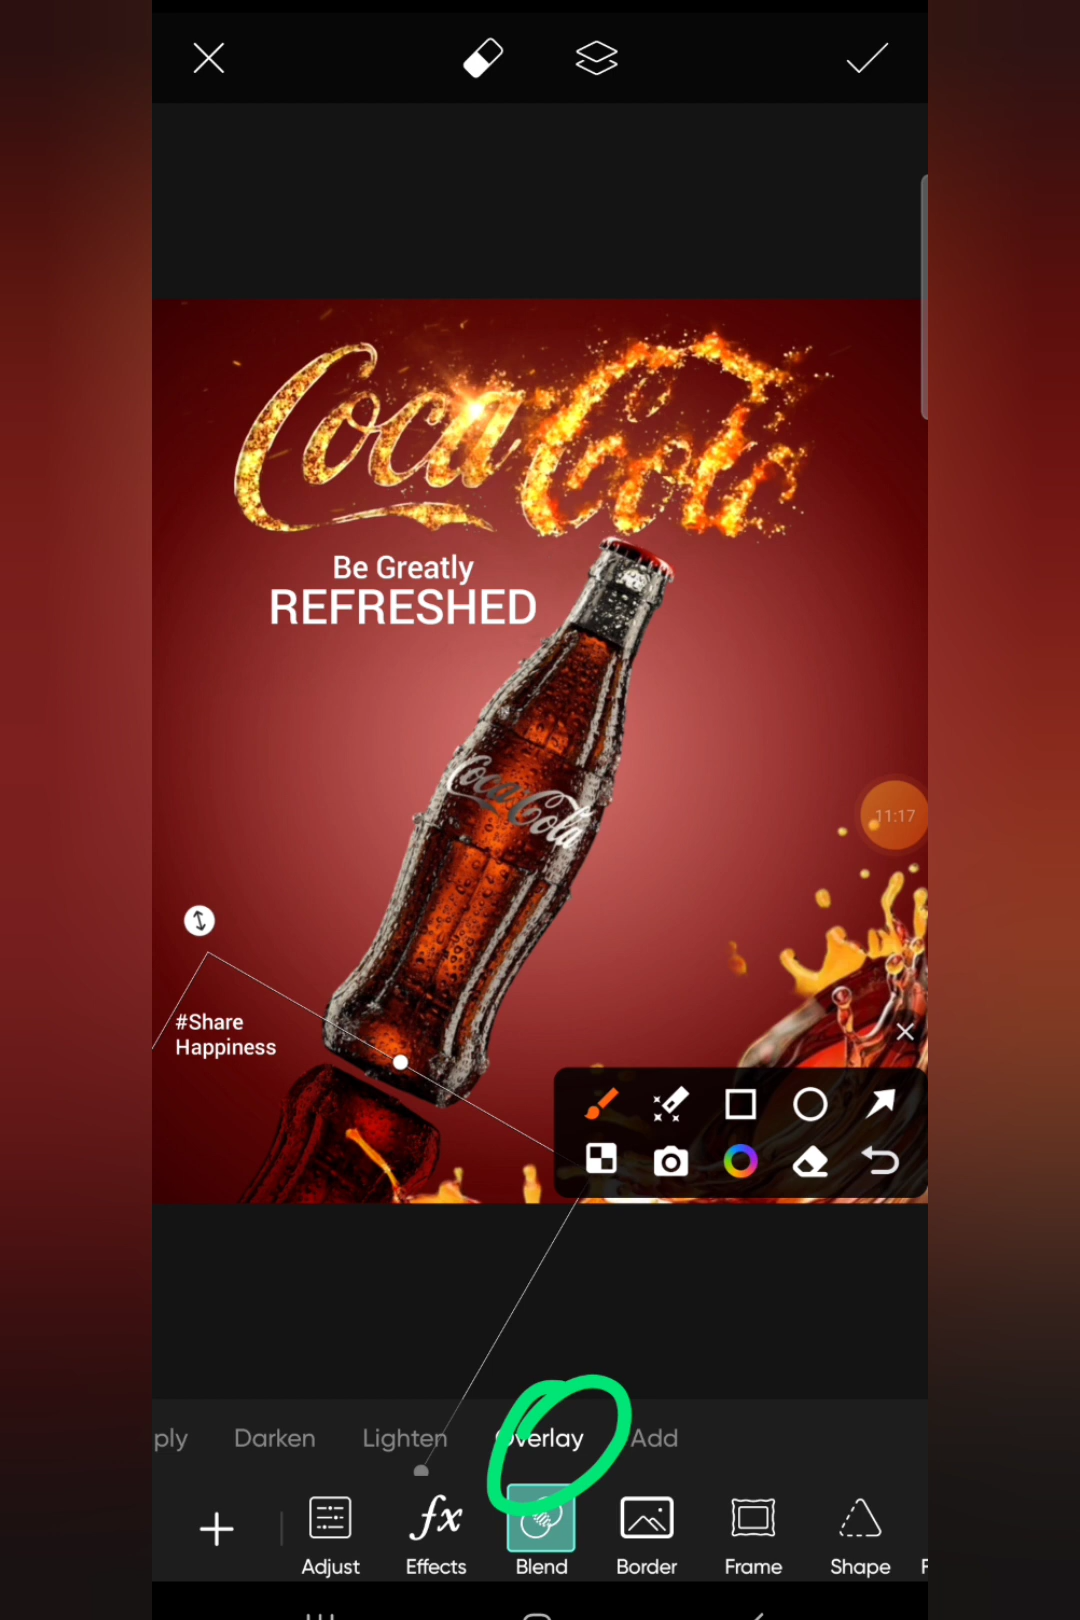 Coca Cola
Be Greatly
REFRESHED
Coca Cola
11:17
#Share
Happiness
ply Darken Lighten Overlay Add
Adjust Effects Blend Border Frame Shape F